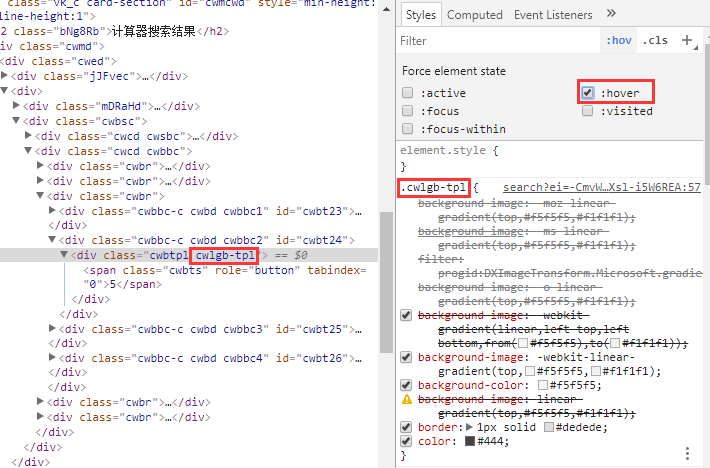 class="vk_c card-section" id="cwmcwd" style="min-height:
line-height:1">
2 class="bNg8Rb">计算器搜索结果</h2>
iv class="cwmd">
div class="cwed">
<div class="jJFvec">…</div>
<div>
<div class="mDRaHd">…</div>
<div class="cwbsc">
<div class="cwcd cwsbc">…</div>
<div class="cwcd cwbbc">
<div class="cwbr">…</div>
<div class="cwbr">…</div>
<div class="cwbr">
<div class="cwbbc-c cwbd cwbbc1" id="cwbt23">…
</div>
<div class="cwbbc-c cwbd cwbbc2" id="cwbt24">
<div class="cwbtpl cwlgb-tpl"> == $0
<span class="cwbts" role="button" tabindex=
"0">5</span>
</div>
</div>
<div class="cwbbc-c cwbd cwbbc3" id="cwbt25">…
</div>
<div class="cwbbc-c cwbd cwbbc4" id="cwbt26">…
</div>
</div>
<div class="cwbr">…</div>
<div class="cwbr">…</div>
</div>
</div>
</div>
Styles Computed Event Listeners »
Filter :hov .cls +
Force element state
:active :hover
:focus :visited
:focus-within
element.style {
}
.cwlgb-tpl { search?ei=-CmvW…Xsl-i5W6REA:57
background-image: -moz-linear-
gradient(top,#f5f5f5,#f1f1f1);
background-image: -ms-linear-
gradient(top,#f5f5f5,#f1f1f1);
filter:
progid:DXImageTransform.Microsoft.gradie
background-image: -o-linear-
gradient(top,#f5f5f5,#f1f1f1);
background-image: -webkit-
gradient(linear,left top,left
bottom,from(#f5f5f5),to(#f1f1f1));
background-image: -webkit-linear-
gradient(top,#f5f5f5,#f1f1f1);
background-color: #f5f5f5;
background-image: linear-
gradient(top,#f5f5f5,#f1f1f1);
border: 1px solid #dedede;
color: #444;
}